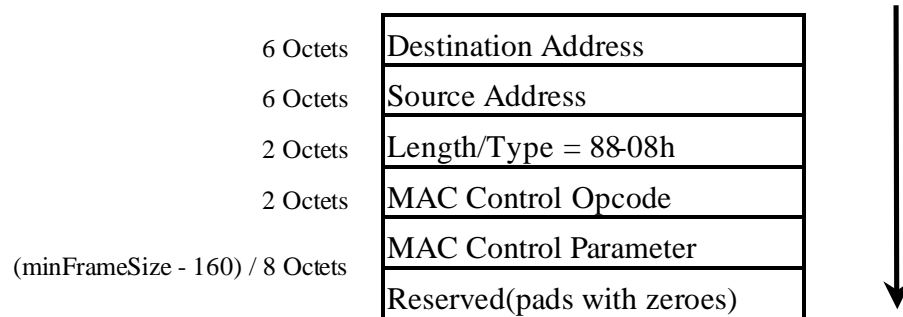 6 Octets Destination Address
6 Octets Source Address
2 Octets Length/Type = 88-08h
2 Octets MAC Control Opcode
MAC Control Parameter
(minFrameSize - 160) / 8 Octets
Reserved(pads with zeroes)